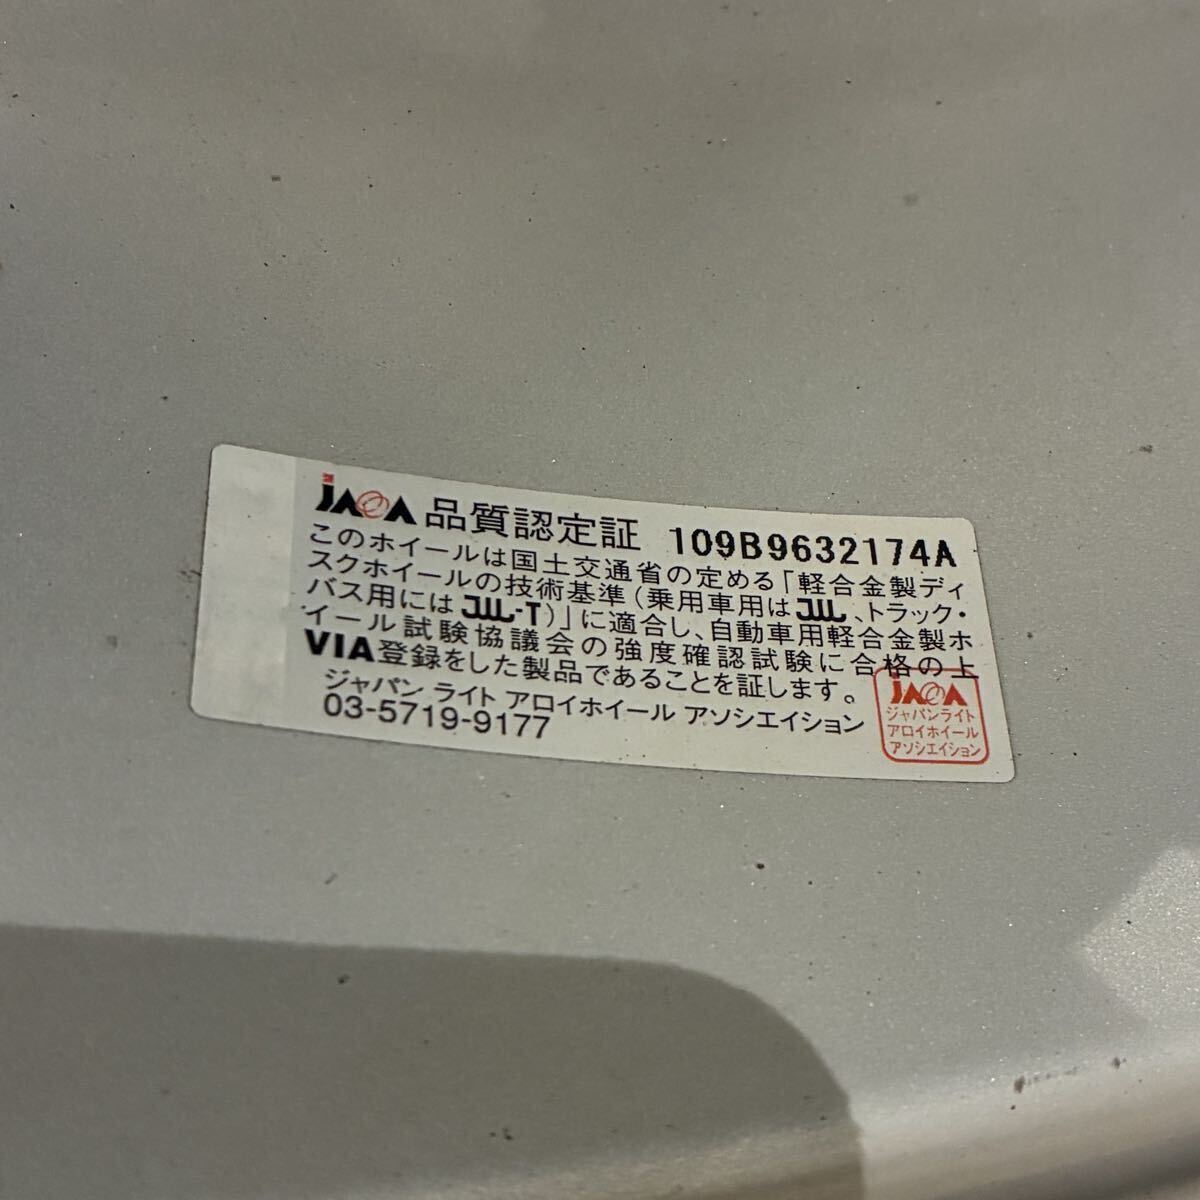 JAWA 品質認定証 109B9632174A
このホイールは国土交通省の定める「軽合金製ディ
スクホイールの技術基準(乗用車用はJWL、トラック・
バス用にはJWL-T)」に適合し、自動車用軽合金製ホ
イール試験協議会の強度確認試験に合格の上
VIA登録をした製品であることを証します。
ジャパン ライト アロイホイール アソシエイション
03-5719-9177
JAWA
ジャパンライト
アロイホイール
アソシエイション